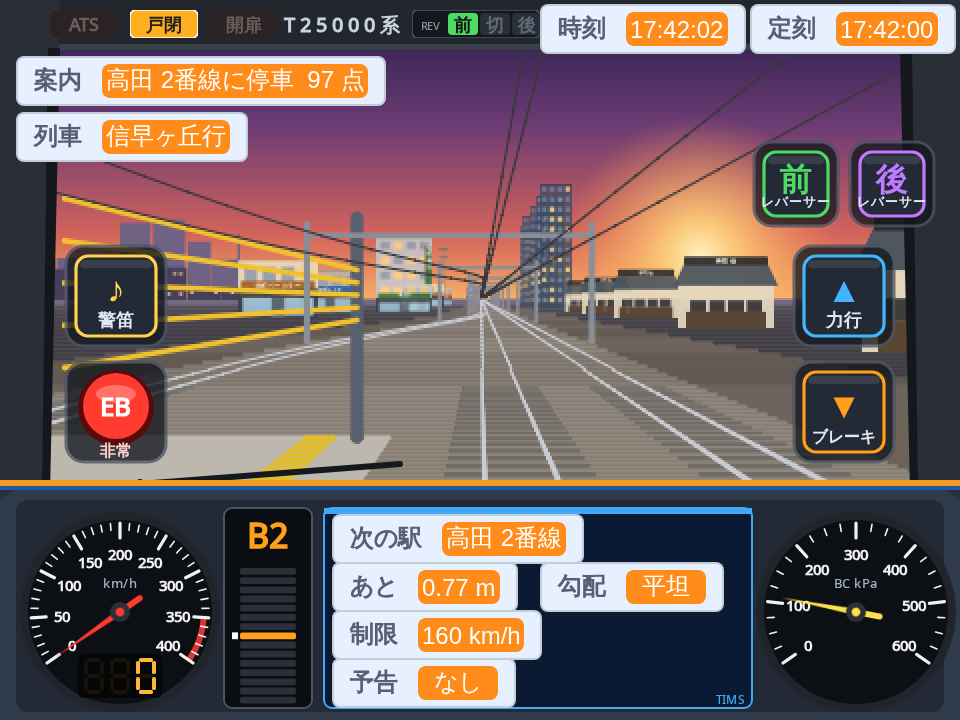 ATS 戸閉 開扉 T25000系 REV 前 切 後
時刻 17:42:02 定刻 17:42:00
案内 高田 2番線に停車 97 点
列車 信早ヶ丘行
前 レバーサー
後 レバーサー
♪ 警笛
▲ 力行
EB 非常
▼ ブレーキ
0 50 100 150 200 250 300 350 400
km/h
0
B2
次の駅 高田 2番線
あと 0.77 m
勾配 平坦
制限 160 km/h
予告 なし
TIMS
0 100 200 300 400 500 600
BC kPa